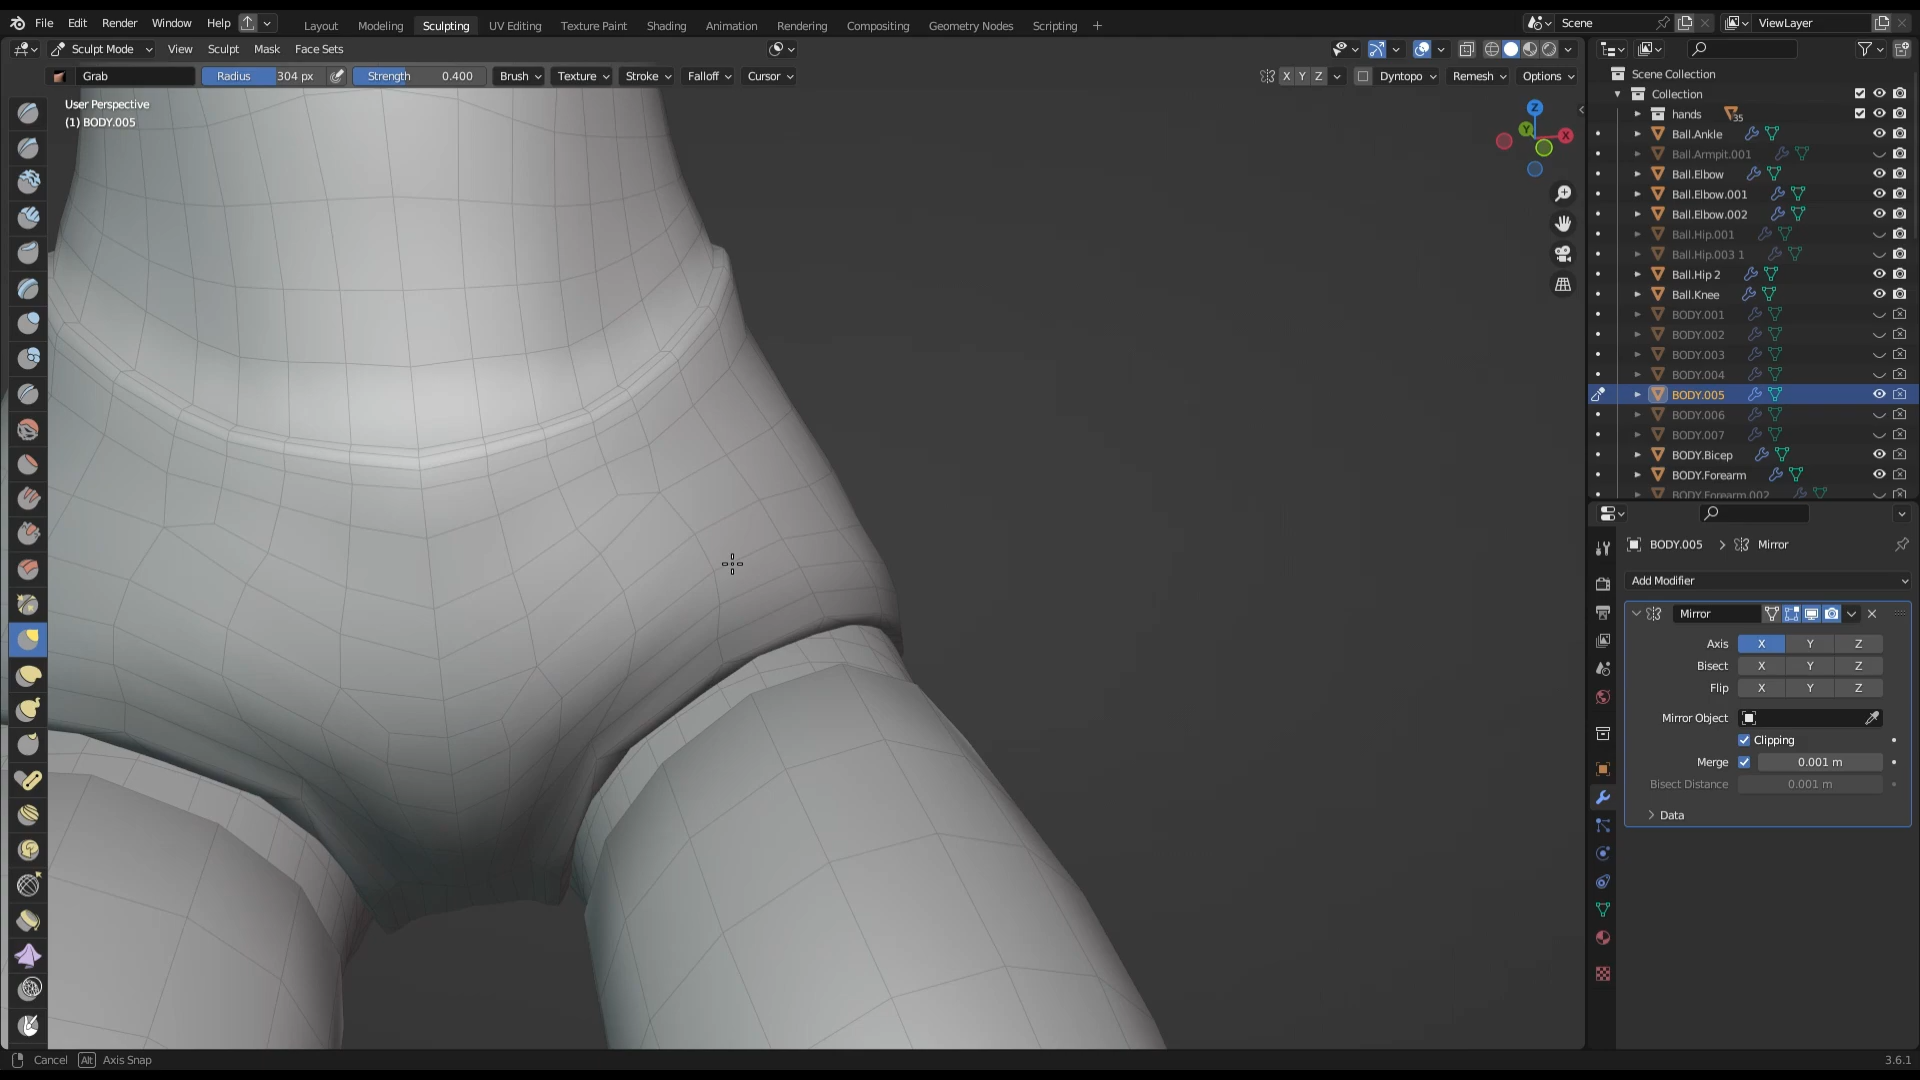 File Edit Render Window Help
Layout Modeling Sculpting UV Editing Texture Paint Shading Animation Rendering Compositing Geometry Nodes Scripting +
Scene
ViewLayer
Sculpt Mode View Sculpt Mask Face Sets
Grab Radius 304 px Strength 0.400 Brush Texture Stroke Falloff Cursor
X Y Z Dyntopo Remesh Options
User Perspective
(1) BODY.005
Z
Y
X
Scene Collection
Collection
hands 35
Ball.Ankle
Ball.Armpit.001
Ball.Elbow
Ball.Elbow.001
Ball.Elbow.002
Ball.Hip.001
Ball.Hip.003 1
Ball.Hip 2
Ball.Knee
BODY.001
BODY.002
BODY.003
BODY.004
BODY.005
BODY.006
BODY.007
BODY.Bicep
BODY.Forearm
BODY.Forearm.002
BODY.005 > Mirror
Add Modifier
Mirror
Axis X Y Z
Bisect X Y Z
Flip X Y Z
Mirror Object
Clipping
Merge 0.001 m
Bisect Distance 0.001 m
Data
Cancel Alt Axis Snap
3.6.1